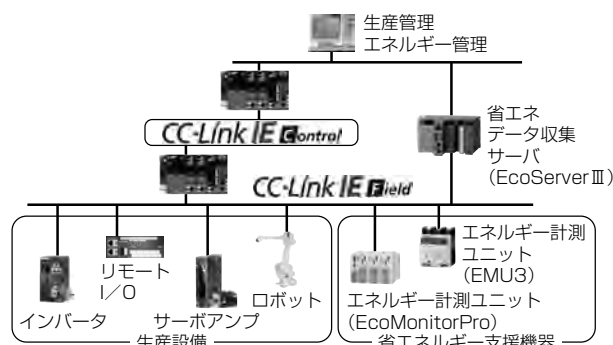 生産管理
エネルギー管理
省エネ
データ収集
サーバ
(EcoServerⅢ)
CC-Link IE Control
CC-Link IE Field
インバータ
リモート
I/O
サーボアンプ
ロボット
生産設備
エネルギー計測
ユニット
(EMU3)
エネルギー計測ユニット
(EcoMonitorPro)
省エネルギー支援機器